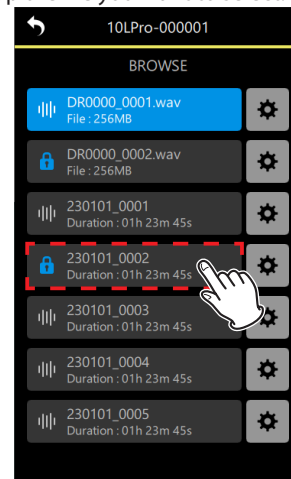 10LPro-000001
BROWSE
DR0000_0001.wav
File : 256MB
DR0000_0002.wav
File : 256MB
230101_0001
Duration : 01h 23m 45s
230101_0002
Duration : 01h 23m 45s
230101_0003
Duration : 01h 23m 45s
230101_0004
Duration : 01h 23m 45s
230101_0005
Duration : 01h 23m 45s